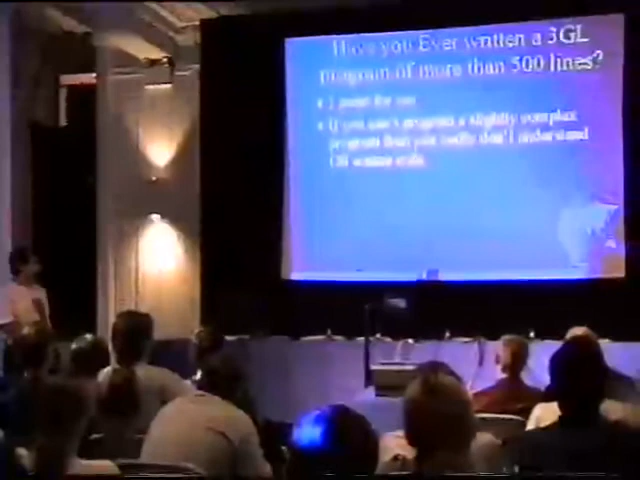 Have you Ever written a 3GL
program of more than 500 lines?
• 1 point for yes
• If you can't program a slightly complex
program then you really don't understand